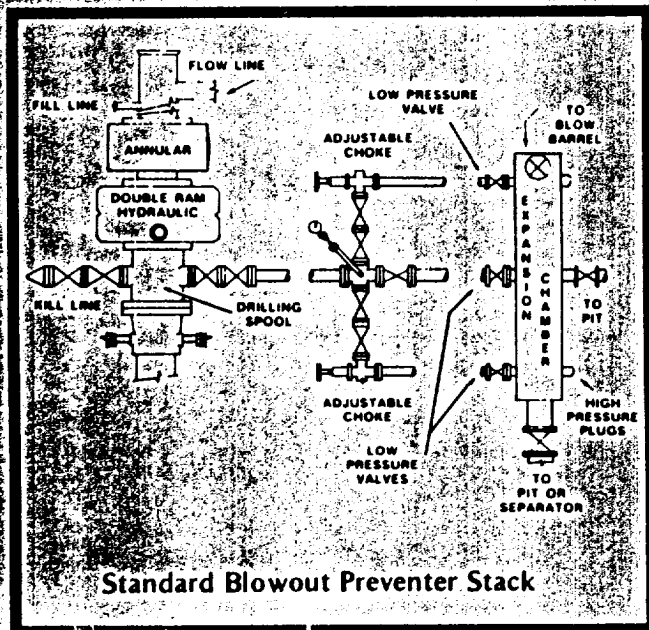 FLOW LINE
FILL LINE
ANNULAR
DOUBLE RAM
HYDRAULIC
KILL LINE
DRILLING
SPOOL
ADJUSTABLE
CHOKE
ADJUSTABLE
CHOKE
LOW PRESSURE
VALVE
TO
BLOW
BARREL
EXPANSION
CHAMBER
TO
PIT
HIGH
PRESSURE
PLUGS
LOW
PRESSURE
VALVES
TO
PIT OR
SEPARATOR
Standard Blowout Preventer Stack